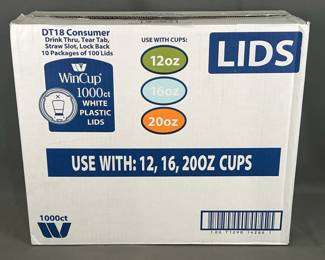 DT18 Consumer
Drink Thru, Tear Tab,
Straw Slot, Lock Back
10 Packages of 100 Lids
WinCup®
1000ct
WHITE
PLASTIC
LIDS
USE WITH CUPS:
12oz
16oz
20oz
LIDS
USE WITH: 12, 16, 20OZ CUPS
1000ct